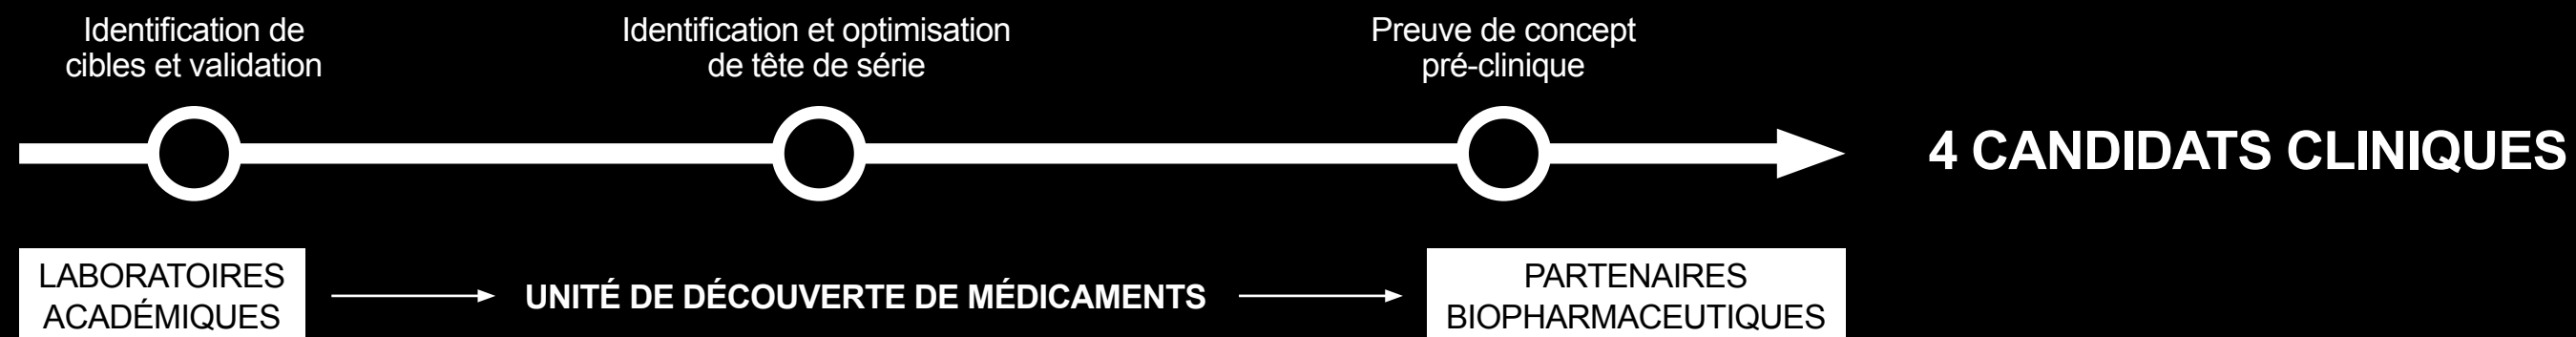 Identification de
cibles et validation
Identification et optimisation
de tête de série
Preuve de concept
pré-clinique
4 CANDIDATS CLINIQUES
LABORATOIRES
ACADÉMIQUES
UNITÉ DE DÉCOUVERTE DE MÉDICAMENTS
PARTENAIRES
BIOPHARMACEUTIQUES